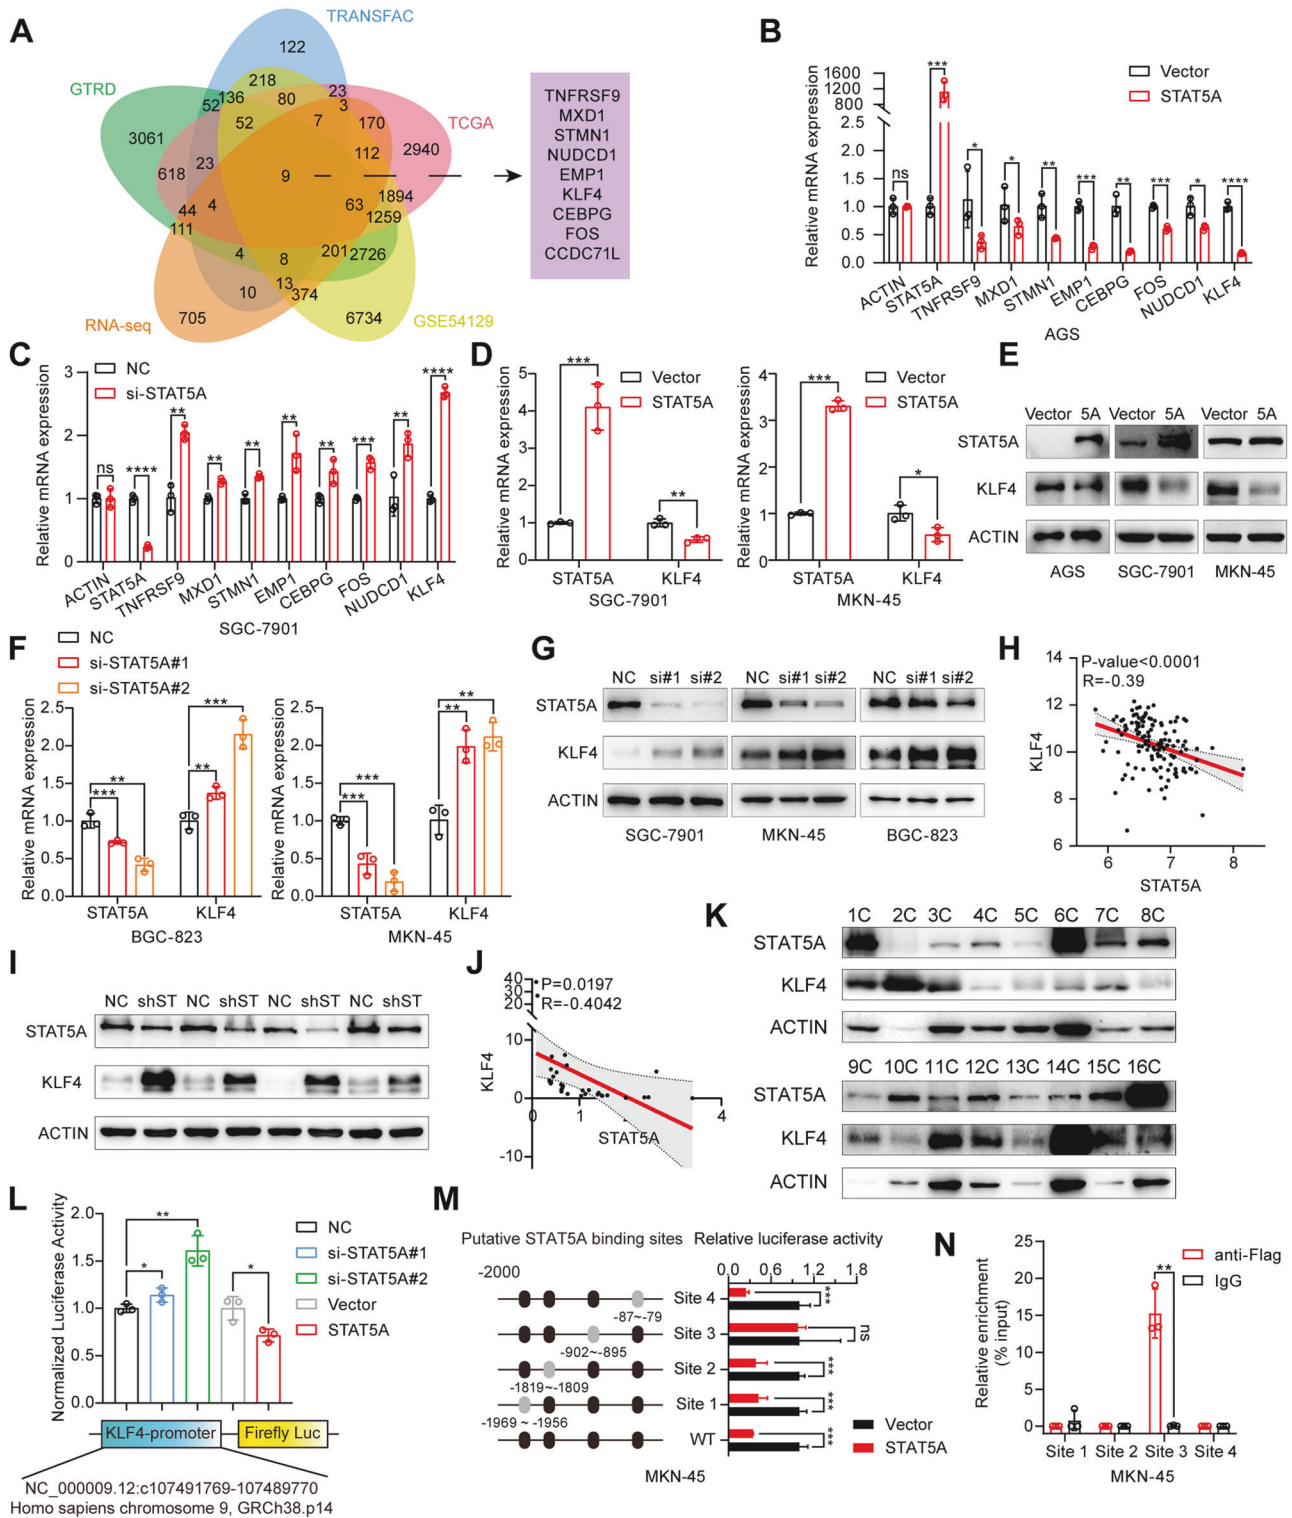 A
TRANSFAC
GTRD
TCGA
RNA-seq
GSE54129
122
218
23
136
52
80
3
3061
52
7
170
2940
112
618
23
9
44
4
63
1894
1259
111
4
8
201
2726
13
10
374
705
6734
TNFRSF9
MXD1
STMN1
NUDCD1
EMP1
KLF4
CEBPG
FOS
CCDC71L
B
Relative mRNA expression
1600
1200
800
2.5
2.0
1.5
1.0
0.5
0.0
Vector
STAT5A
ns
***
*
*
**
***
**
***
*
****
ACTIN
STAT5A
TNFRSF9
MXD1
STMN1
EMP1
CEBPG
FOS
NUDCD1
KLF4
AGS
C
NC
si-STAT5A
Relative mRNA expression
3
2
1
0
ns
****
**
**
**
**
**
***
**
****
ACTIN
STAT5A
TNFRSF9
MXD1
STMN1
EMP1
CEBPG
FOS
NUDCD1
KLF4
SGC-7901
D
Relative mRNA expression
5
4
3
2
1
0
***
**
Vector
STAT5A
STAT5A
KLF4
SGC-7901
Relative mRNA expression
4
3
2
1
0
***
*
Vector
STAT5A
STAT5A
KLF4
MKN-45
E
Vector 5A Vector 5A Vector 5A
STAT5A
KLF4
ACTIN
AGS SGC-7901 MKN-45
F
NC
si-STAT5A#1
si-STAT5A#2
Relative mRNA expression
2.5
2.0
1.5
1.0
0.5
0.0
**
***
***
**
STAT5A
KLF4
BGC-823
Relative mRNA expression
2.5
2.0
1.5
1.0
0.5
0.0
***
***
**
**
STAT5A
KLF4
MKN-45
G
NC si#1 si#2 NC si#1 si#2 NC si#1 si#2
STAT5A
KLF4
ACTIN
SGC-7901 MKN-45 BGC-823
H
P-value<0.0001
R=-0.39
KLF4
14
12
10
8
6
6 7 8
STAT5A
I
NC shST NC shST NC shST NC shST
STAT5A
KLF4
ACTIN
J
P=0.0197
R=-0.4042
KLF4
40
30
20
10
0
-10
0 1 4
STAT5A
K
1C 2C 3C 4C 5C 6C 7C 8C
STAT5A
KLF4
ACTIN
9C 10C 11C 12C 13C 14C 15C 16C
STAT5A
KLF4
ACTIN
L
Normalized Luciferase Activity
2.0
1.5
1.0
0.5
0.0
**
*
*
NC
si-STAT5A#1
si-STAT5A#2
Vector
STAT5A
KLF4-promoter
Firefly Luc
NC_000009.12:c107491769-107489770
Homo sapiens chromosome 9, GRCh38.p14
M
Putative STAT5A binding sites
Relative luciferase activity
-2000
0.0 0.6 1.2 1.8
Site 4
***
-87~-79
Site 3
ns
-902~-895
Site 2
***
-1819~-1809
Site 1
***
-1969 ~ -1956
WT
***
Vector
STAT5A
MKN-45
N
Relative enrichment
(% input)
25
20
15
10
5
0
anti-Flag
IgG
**
Site 1 Site 2 Site 3 Site 4
MKN-45